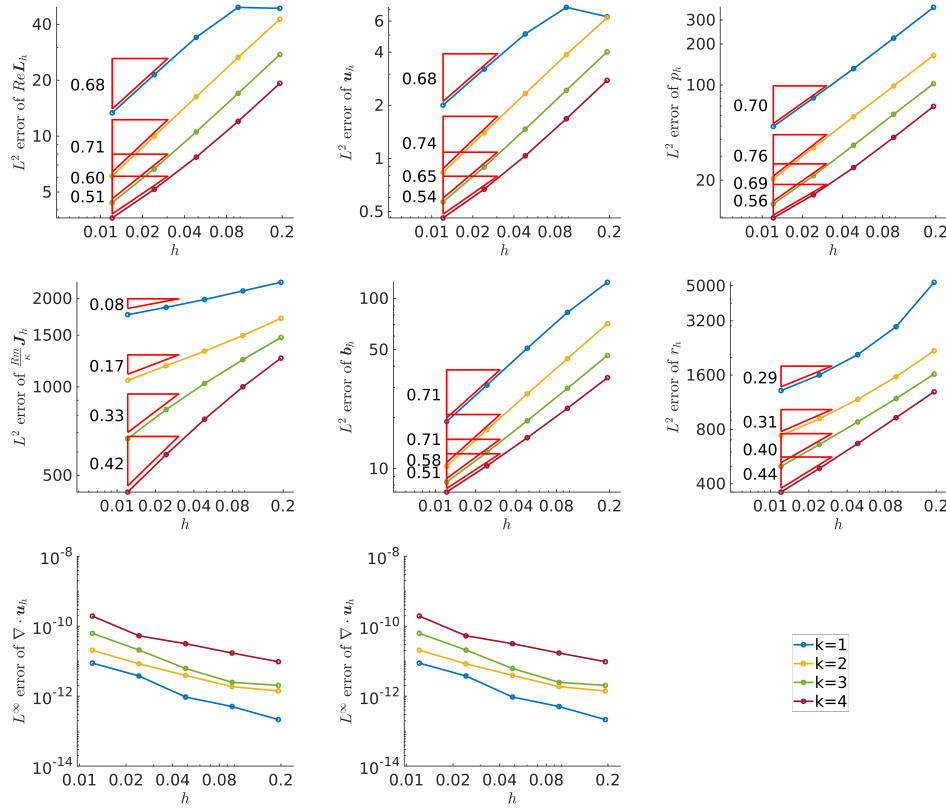 L² error of ReL_h
40
20
10
5
0.68
0.71
0.60
0.51
0.01 0.02 0.04 0.08 0.2
h
L² error of u_h
6
4
2
1
0.5
0.68
0.74
0.65
0.54
0.01 0.02 0.04 0.08 0.2
h
L² error of p_h
300
100
20
0.70
0.76
0.69
0.56
0.01 0.02 0.04 0.08 0.2
h
L² error of Rm/κ J_h
2000
1500
1000
500
0.08
0.17
0.33
0.42
0.01 0.02 0.04 0.08 0.2
h
L² error of b_h
100
50
10
0.71
0.71
0.58
0.51
0.01 0.02 0.04 0.08 0.2
h
L² error of r_h
5000
3200
1600
800
400
0.29
0.31
0.40
0.44
0.01 0.02 0.04 0.08 0.2
h
L^∞ error of ∇ · u_h
10⁻⁸
10⁻¹⁰
10⁻¹²
10⁻¹⁴
0.01 0.02 0.04 0.08 0.2
h
L^∞ error of ∇ · u_h
10⁻⁸
10⁻¹⁰
10⁻¹²
10⁻¹⁴
0.01 0.02 0.04 0.08 0.2
h
k=1
k=2
k=3
k=4